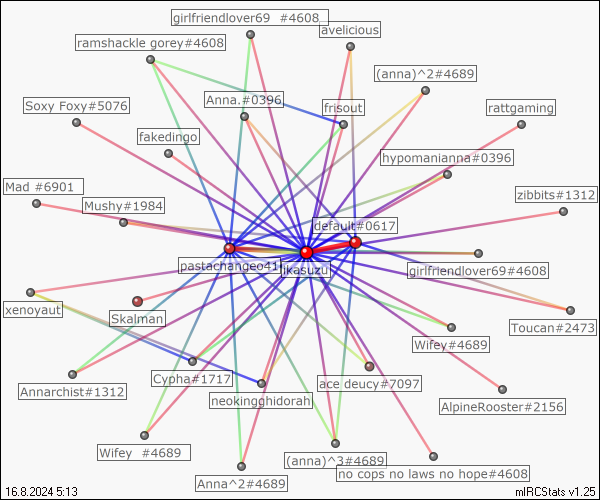 girlfriendlover69 #4608
avelicious
ramshackle gorey#4608
(anna)^2#4689
Soxy Foxy#5076
Anna.#0396
frisout
rattgaming
fakedingo
hypomanianna#0396
Mad #6901
zibbits#1312
Mushy#1984
default#0617
pastachangeo41
jikasuzu
girlfriendlover69#4608
xenoyaut
Skalman
Toucan#2473
Wifey#4689
Annarchist#1312
Cypha#1717
ace deucy#7097
neokingghidorah
AlpineRooster#2156
Wifey #4689
(anna)^3#4689
no cops no laws no hope#4608
Anna^2#4689
16.8.2024 5:13
mIRCStats v1.25